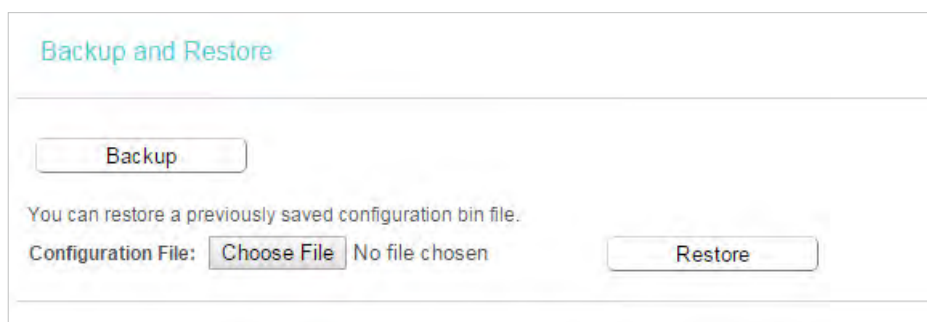 Backup and Restore
Backup
You can restore a previously saved configuration bin file.
Configuration File: Choose File No file chosen Restore